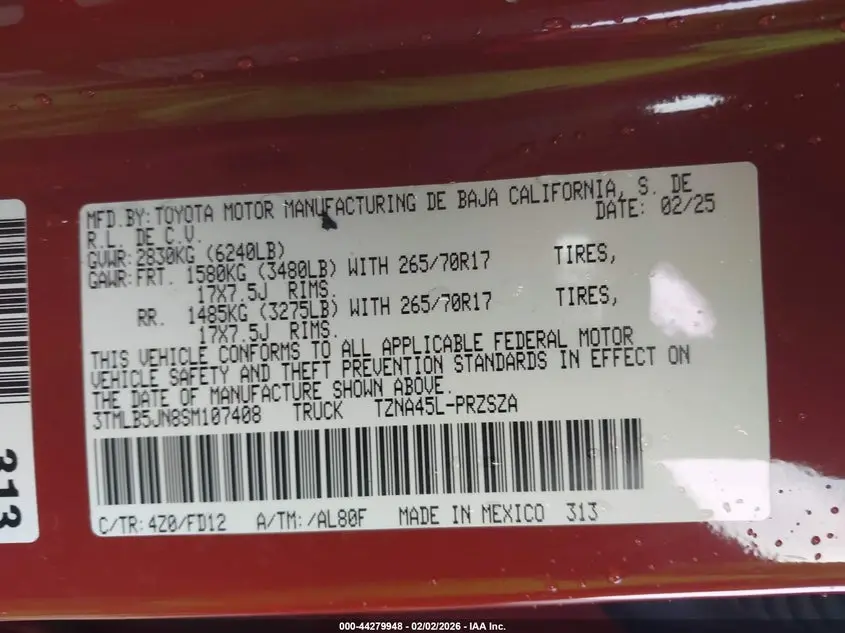 MFD.BY:TOYOTA MOTOR MANUFACTURING DE BAJA CALIFORNIA, S. DE
R.L. DE C.V. DATE: 02/25
GVWR:2830KG (6240LB)
GAWR:FRT. 1580KG (3480LB) WITH 265/70R17 TIRES,
17X7.5J RIMS.
RR. 1485KG (3275LB) WITH 265/70R17 TIRES,
17X7.5J RIMS.
THIS VEHICLE CONFORMS TO ALL APPLICABLE FEDERAL MOTOR
VEHICLE SAFETY AND THEFT PREVENTION STANDARDS IN EFFECT ON
THE DATE OF MANUFACTURE SHOWN ABOVE.
3TMLB5JN8SM107408 TRUCK TZNA45L-PRZSZA
C/TR:4Z0/FD12 A/TM:/AL80F MADE IN MEXICO 313
313
000-44279948 - 02/02/2026 - IAA Inc.